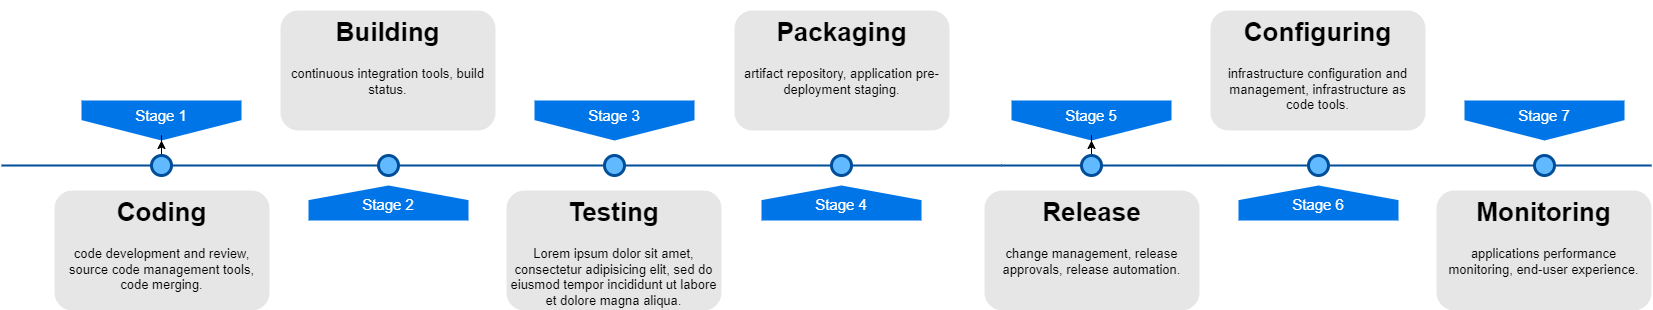 Stage 1
Coding
code development and review,
source code management tools,
code merging.
Building
continuous integration tools, build
status.
Stage 2
Stage 3
Testing
Lorem ipsum dolor sit amet,
consectetur adipisicing elit, sed do
eiusmod tempor incididunt ut labore
et dolore magna aliqua.
Packaging
artifact repository, application pre-
deployment staging.
Stage 4
Stage 5
Release
change management, release
approvals, release automation.
Configuring
infrastructure configuration and
management, infrastructure as
code tools.
Stage 6
Stage 7
Monitoring
applications performance
monitoring, end-user experience.